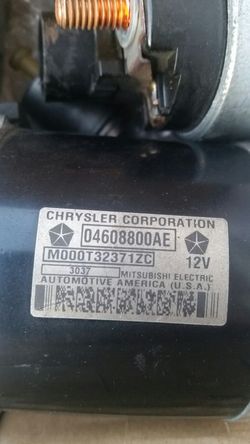 CHRYSLER CORPORATION
04608800AE
M000T32371ZC 12V
3037 MITSUBISHI ELECTRIC
AUTOMOTIVE AMERICA (U.S.A.)